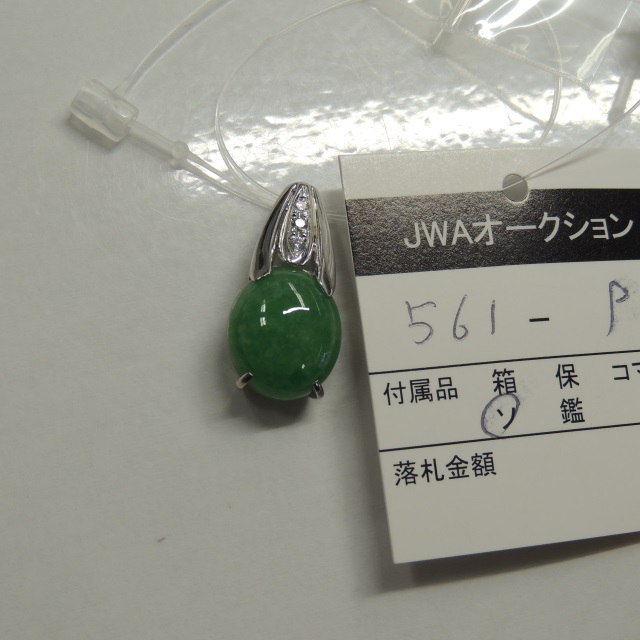 JWAオークション
561-P
付属品 箱 保 コマ
ソ 鑑
落札金額